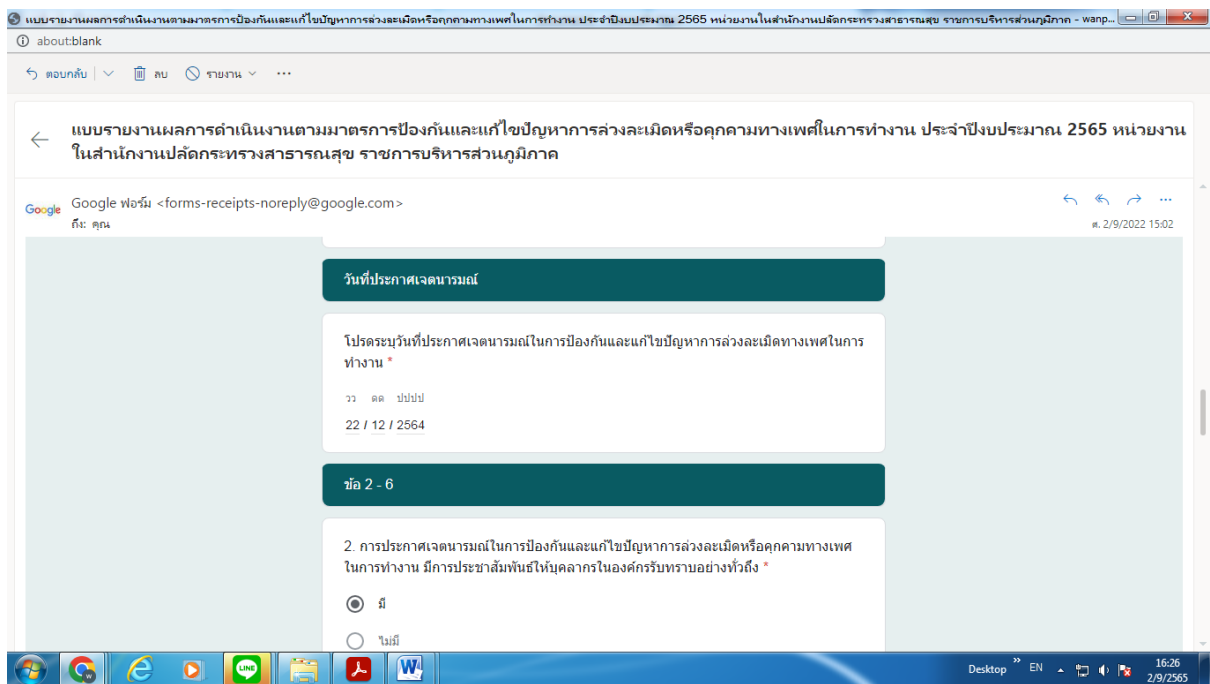 แบบรายงานผลการดำเนินงานตามมาตรการป้องกันและแก้ไขปัญหาการล่วงละเมิดหรือคุกคามทางเพศในการทำงาน ประจำปีงบประมาณ 2565 หน่วยงานในสำนักงานปลัดกระทรวงสาธารณสุข ราชการบริหารส่วนภูมิภาค - wanp...
about:blank
ตอบกลับ ลบ รายงาน ...
แบบรายงานผลการดำเนินงานตามมาตรการป้องกันและแก้ไขปัญหาการล่วงละเมิดหรือคุกคามทางเพศในการทำงาน ประจำปีงบประมาณ 2565 หน่วยงาน
ในสำนักงานปลัดกระทรวงสาธารณสุข ราชการบริหารส่วนภูมิภาค
Google
Google ฟอร์ม <forms-receipts-noreply@google.com>
ถึง: คุณ
ศ. 2/9/2022 15:02
วันที่ประกาศเจตนารมณ์
โปรดระบุวันที่ประกาศเจตนารมณ์ในการป้องกันและแก้ไขปัญหาการล่วงละเมิดทางเพศในการ
ทำงาน *
วว ดด ปปปป
22 / 12 / 2564
ข้อ 2 - 6
2. การประกาศเจตนารมณ์ในการป้องกันและแก้ไขปัญหาการล่วงละเมิดหรือคุกคามทางเพศ
ในการทำงาน มีการประชาสัมพันธ์ให้บุคลากรในองค์กรรับทราบอย่างทั่วถึง *
มี
ไม่มี
LINE
Desktop » EN
16:26
2/9/2565